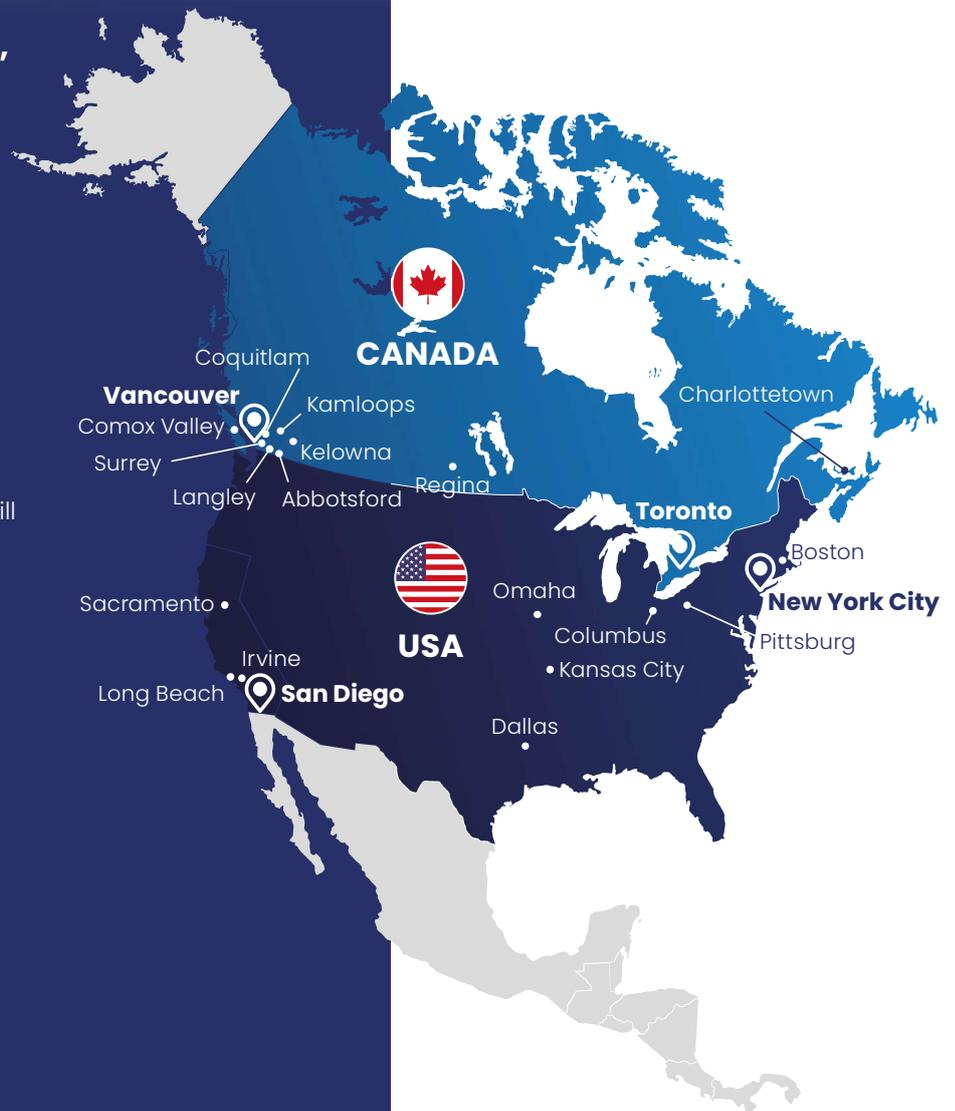 ,
ill
CANADA
Coquitlam
Vancouver
Kamloops
Comox Valley
Charlottetown
Kelowna
Surrey
Regina
Langley
Abbotsford
Toronto
Boston
Omaha
New York City
Sacramento
Columbus
USA
Pittsburg
Irvine
Kansas City
Long Beach
San Diego
Dallas